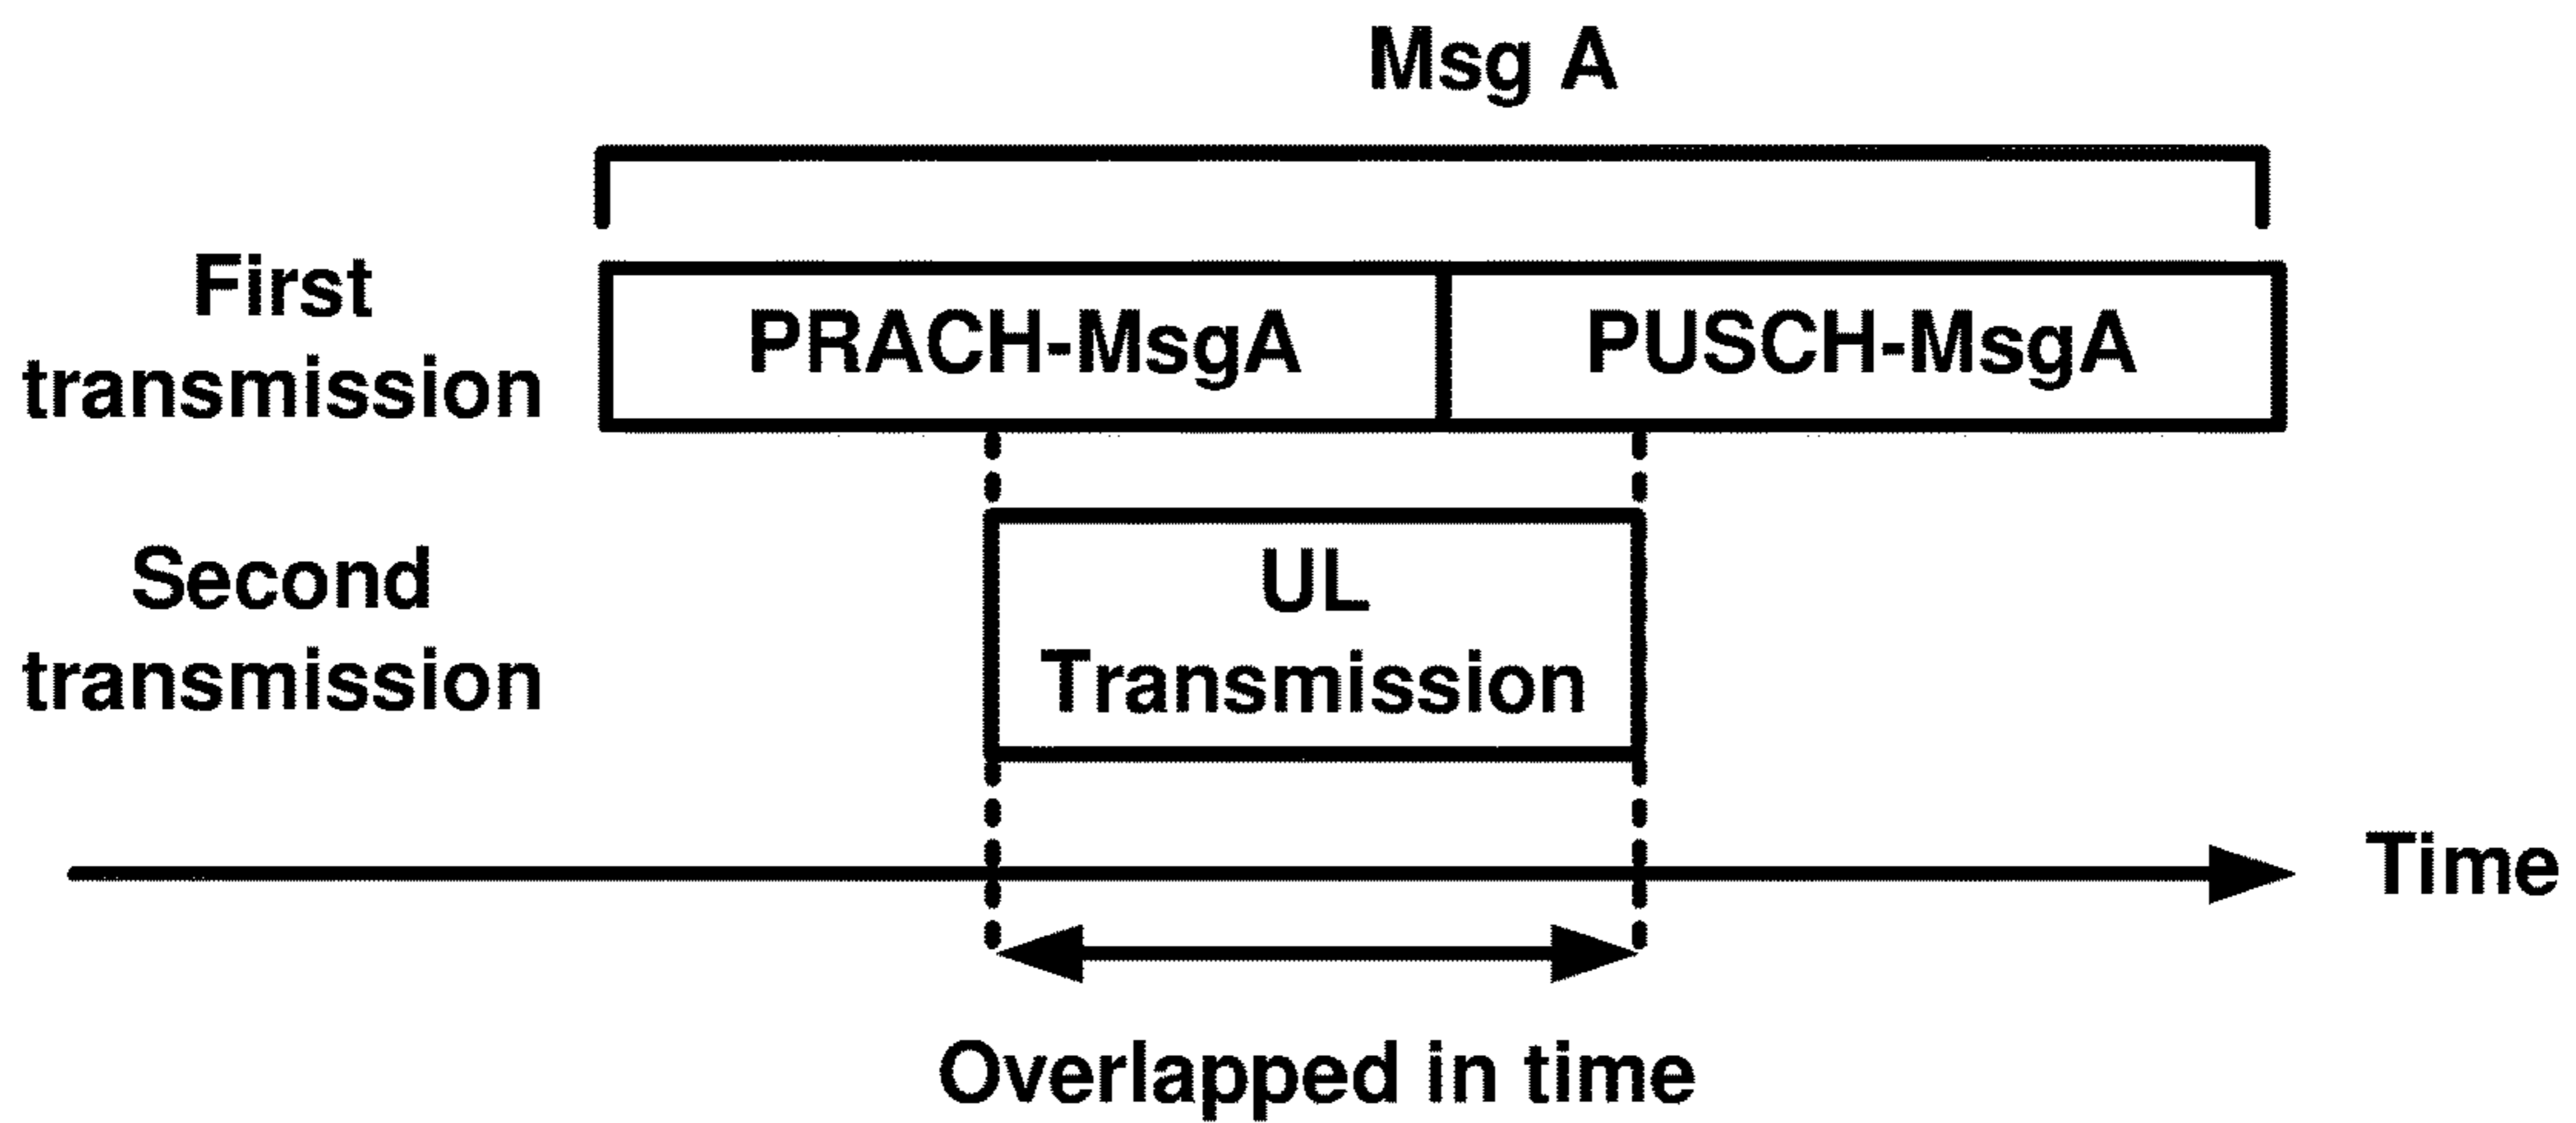 Msg A
First
transmission
PRACH-MsgA
PUSCH-MsgA
Second
transmission
UL
Transmission
Time
Overlapped in time